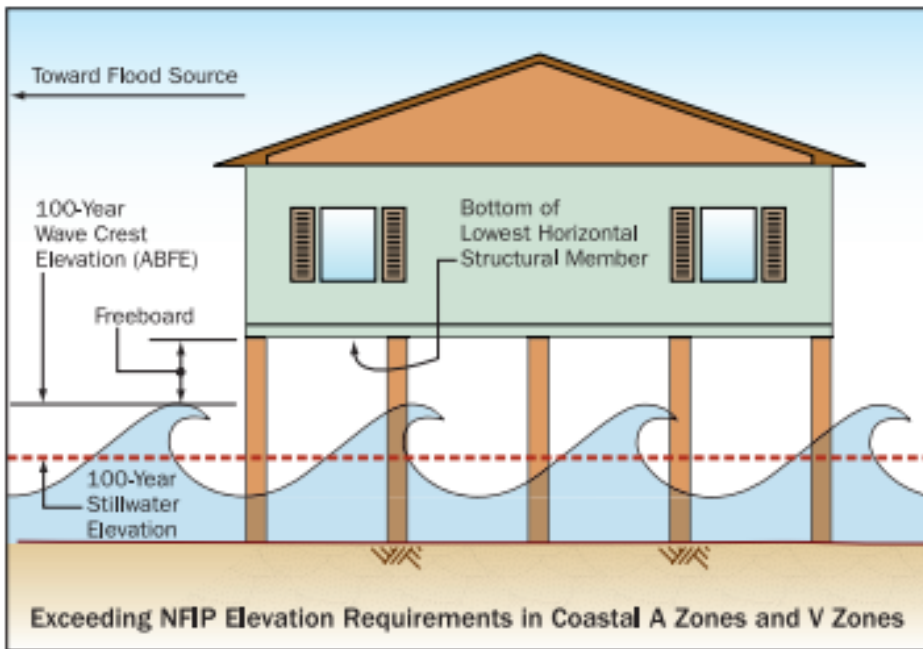 Toward Flood Source
100-Year
Wave Crest
Elevation (ABFE)
Bottom of
Lowest Horizontal
Structural Member
Freeboard
100-Year
Stillwater
Elevation
Exceeding NFIP Elevation Requirements in Coastal A Zones and V Zones